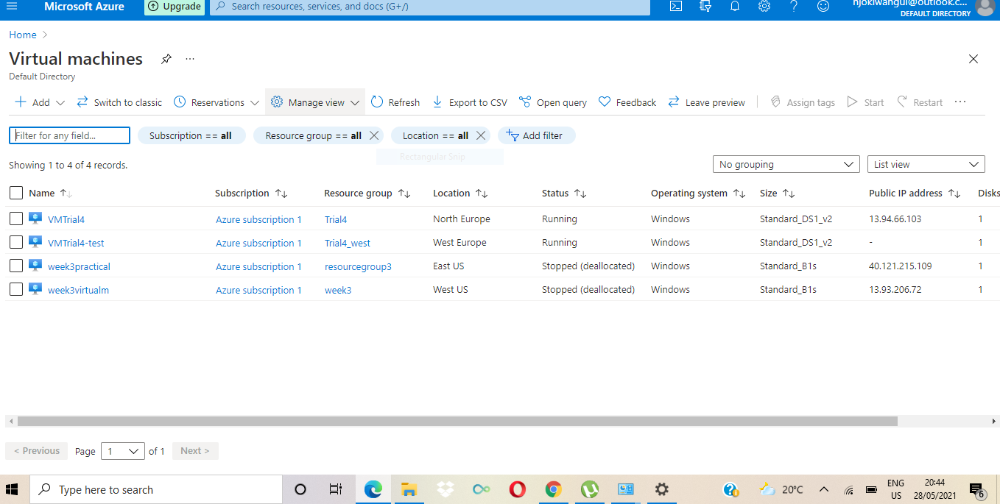 Microsoft Azure Upgrade Search resources, services, and docs (G+/) njokiwangui@outlook.c...
DEFAULT DIRECTORY
Home >
Virtual machines ...
Default Directory
Add Switch to classic Reservations Manage view Refresh Export to CSV Open query Feedback Leave preview Assign tags Start Restart ...
Filter for any field... Subscription == all Resource group == all Location == all Add filter
Rectangular Snip
Showing 1 to 4 of 4 records. No grouping List view
Name Subscription Resource group Location Status Operating system Size Public IP address Disks
VMTrial4 Azure subscription 1 Trial4 North Europe Running Windows Standard_DS1_v2 13.94.66.103 1
VMTrial4-test Azure subscription 1 Trial4_west West Europe Running Windows Standard_DS1_v2 - 1
week3practical Azure subscription 1 resourcegroup3 East US Stopped (deallocated) Windows Standard_B1s 40.121.215.109 1
week3virtualm Azure subscription 1 week3 West US Stopped (deallocated) Windows Standard_B1s 13.93.206.72 1
< Previous Page 1 of 1 Next >
Type here to search 20°C ENG US 20:44 28/05/2021 6